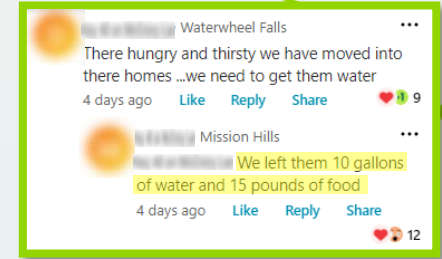 Waterwheel Falls
There hungry and thirsty we have moved into
there homes ...we need to get them water
4 days ago Like Reply Share 9
Mission Hills
We left them 10 gallons
of water and 15 pounds of food
4 days ago Like Reply Share
12